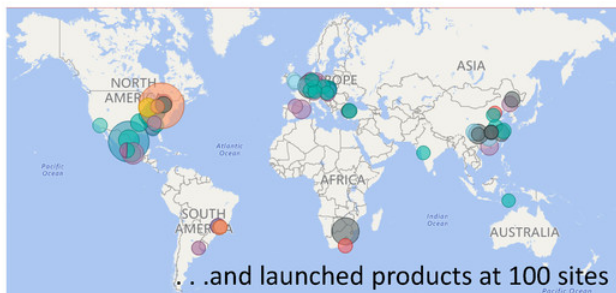 NORTH
AMERICA
EUROPE
ASIA
Pacific
Ocean
Atlantic
Ocean
AFRICA
SOUTH
AMERICA
Indian
Ocean
AUSTRALIA
. . .and launched products at 100 sites
Pacific Ocean